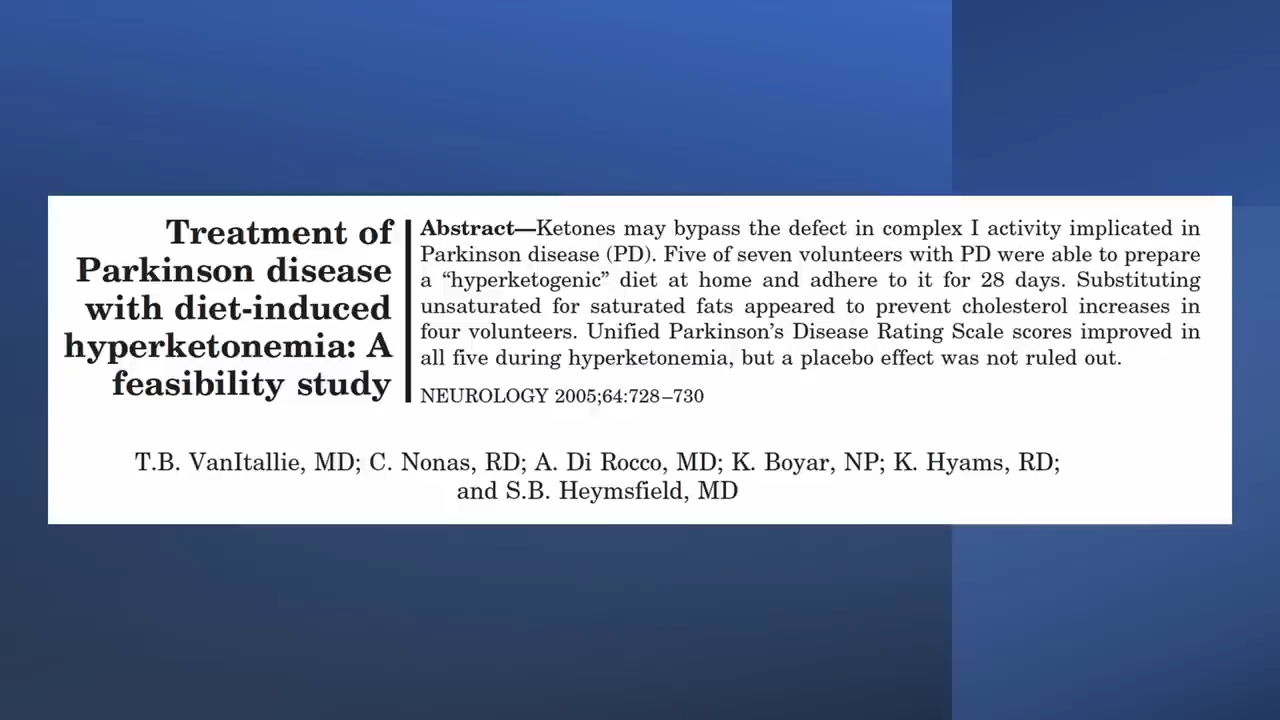 Treatment of
Parkinson disease
with diet-induced
hyperketonemia: A
feasibility study
Abstract—Ketones may bypass the defect in complex I activity implicated in
Parkinson disease (PD). Five of seven volunteers with PD were able to prepare
a “hyperketogenic” diet at home and adhere to it for 28 days. Substituting
unsaturated for saturated fats appeared to prevent cholesterol increases in
four volunteers. Unified Parkinson’s Disease Rating Scale scores improved in
all five during hyperketonemia, but a placebo effect was not ruled out.
NEUROLOGY 2005;64:728–730
T.B. VanItallie, MD; C. Nonas, RD; A. Di Rocco, MD; K. Boyar, NP; K. Hyams, RD;
and S.B. Heymsfield, MD